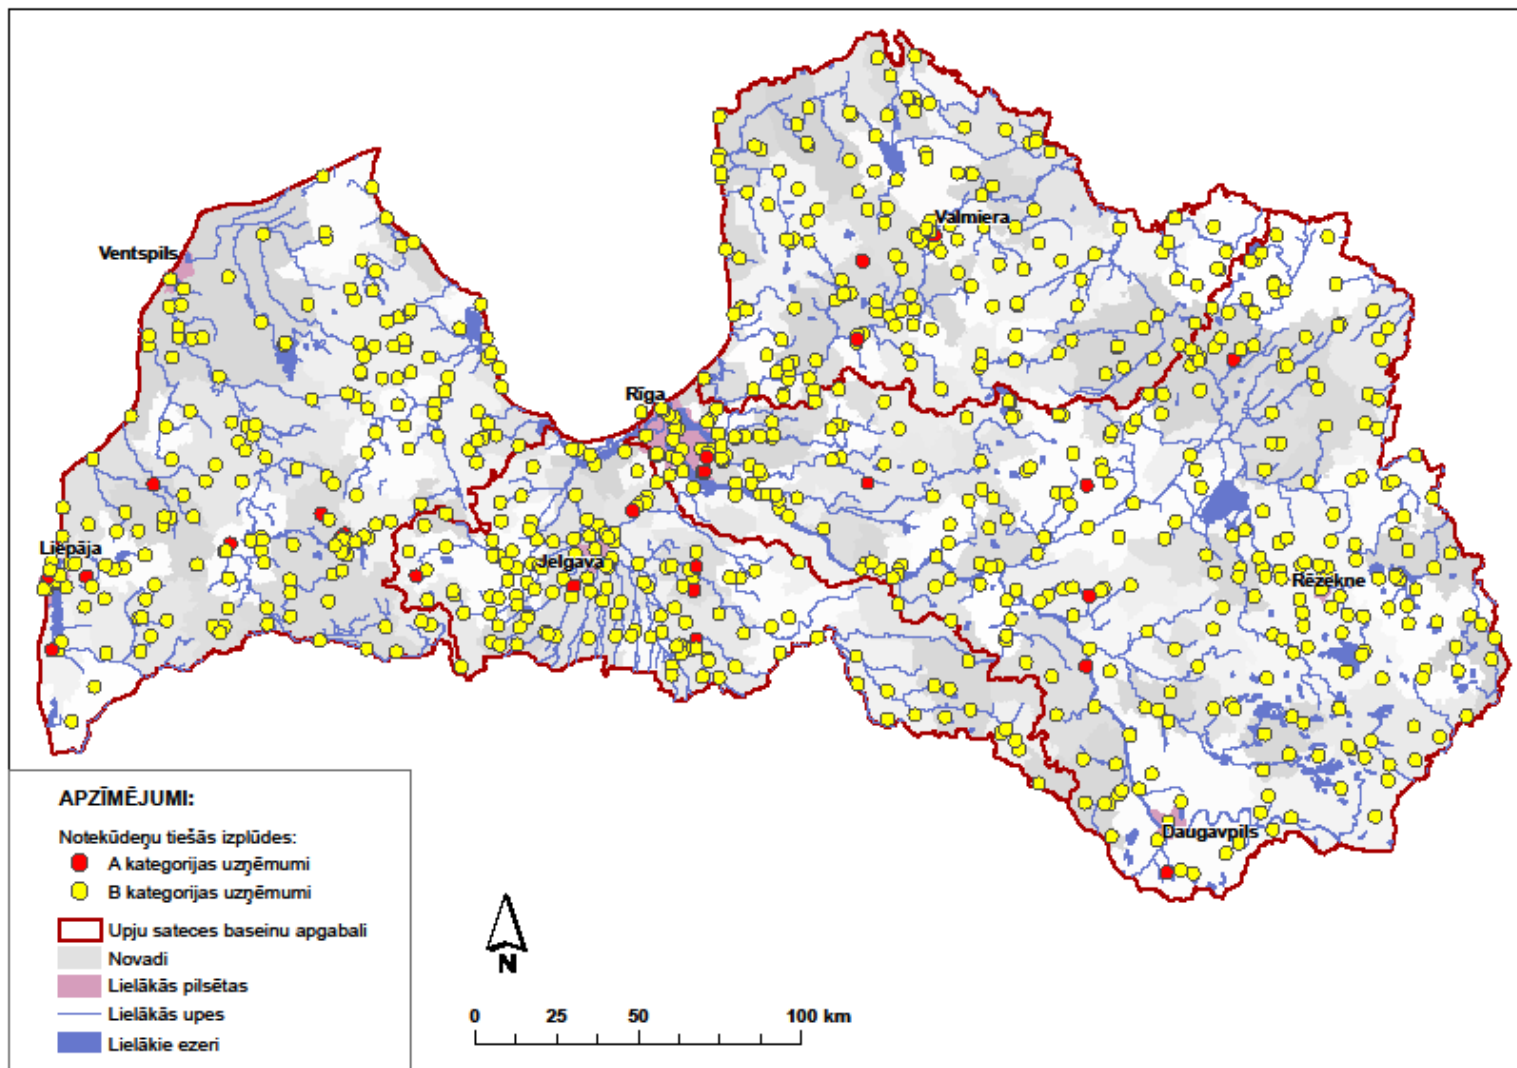 Valmiera
Ventspils
Rīga
Liepāja
Jelgava
Rēzekne
Daugavpils
APZĪMĒJUMI:
Notekūdeņu tiešās izplūdes:
A kategorijas uzņēmumi
B kategorijas uzņēmumi
Upju sateces baseinu apgabali
Novadi
Lielākās pilsētas
Lielākās upes
Lielākie ezeri
N
0 25 50 100 km